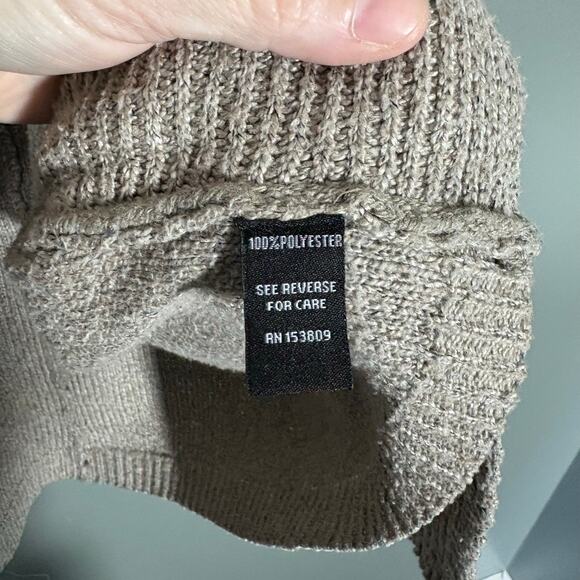 100%POLYESTER
SEE REVERSE
FOR CARE
RN 153809